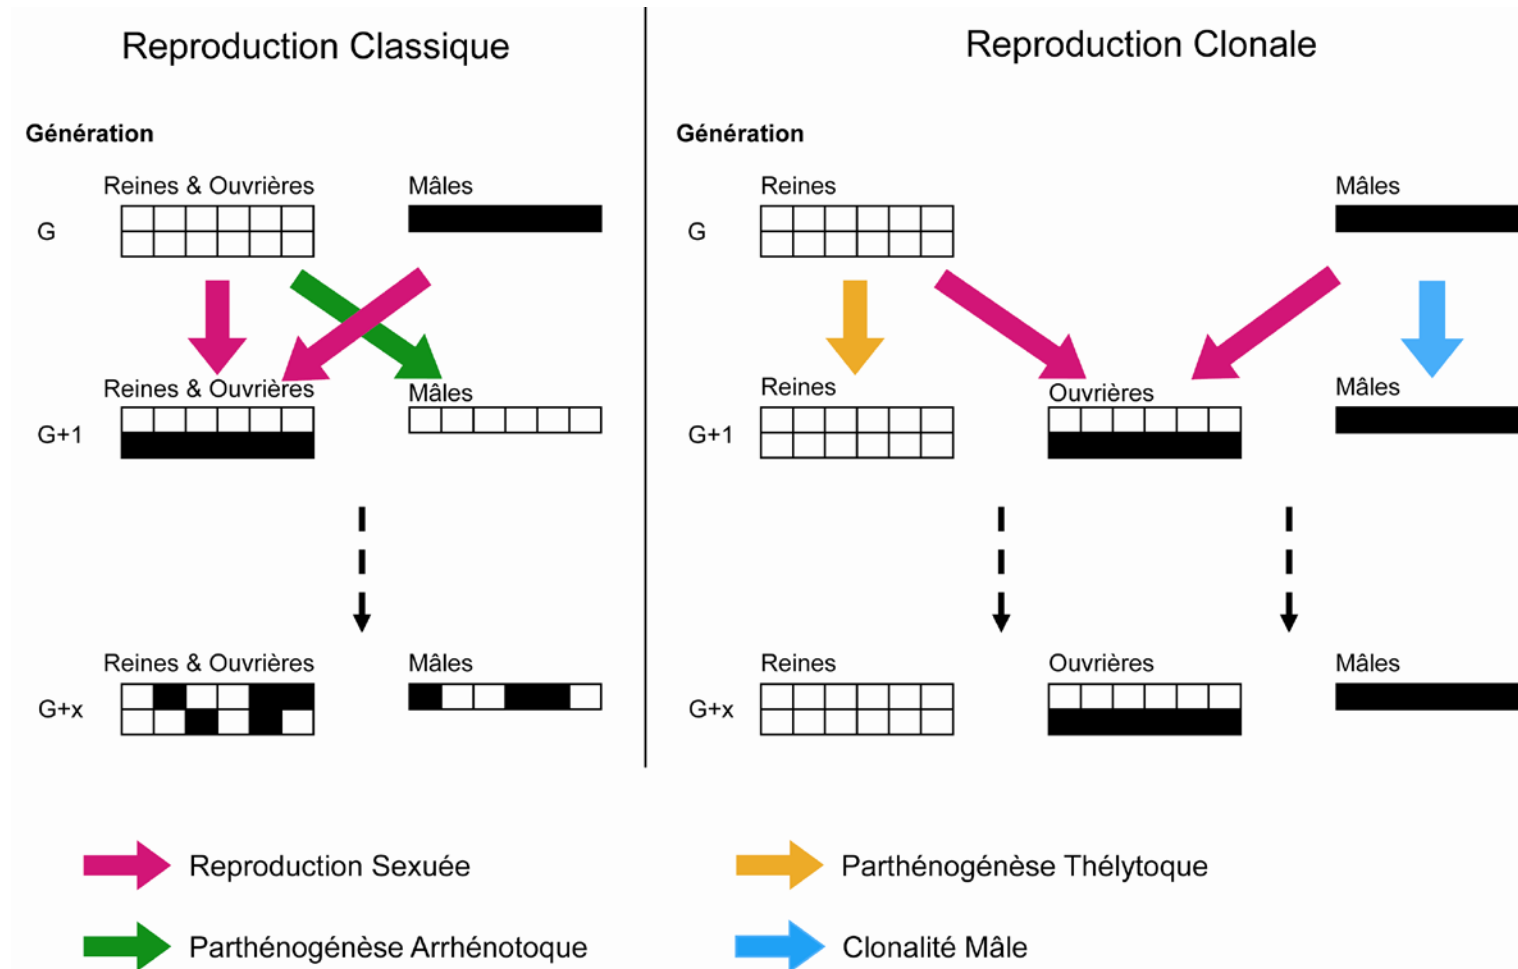 Reproduction Classique
Génération
Reines & Ouvrières
Mâles
G
Reines & Ouvrières
Mâles
G+1
Reines & Ouvrières
Mâles
G+x
Reproduction Clonale
Génération
Reines
Mâles
G
Reines
Ouvrières
Mâles
G+1
Reines
Ouvrières
Mâles
G+x
Reproduction Sexuée
Parthénogénèse Thélytoque
Parthénogénèse Arrhénotoque
Clonalité Mâle